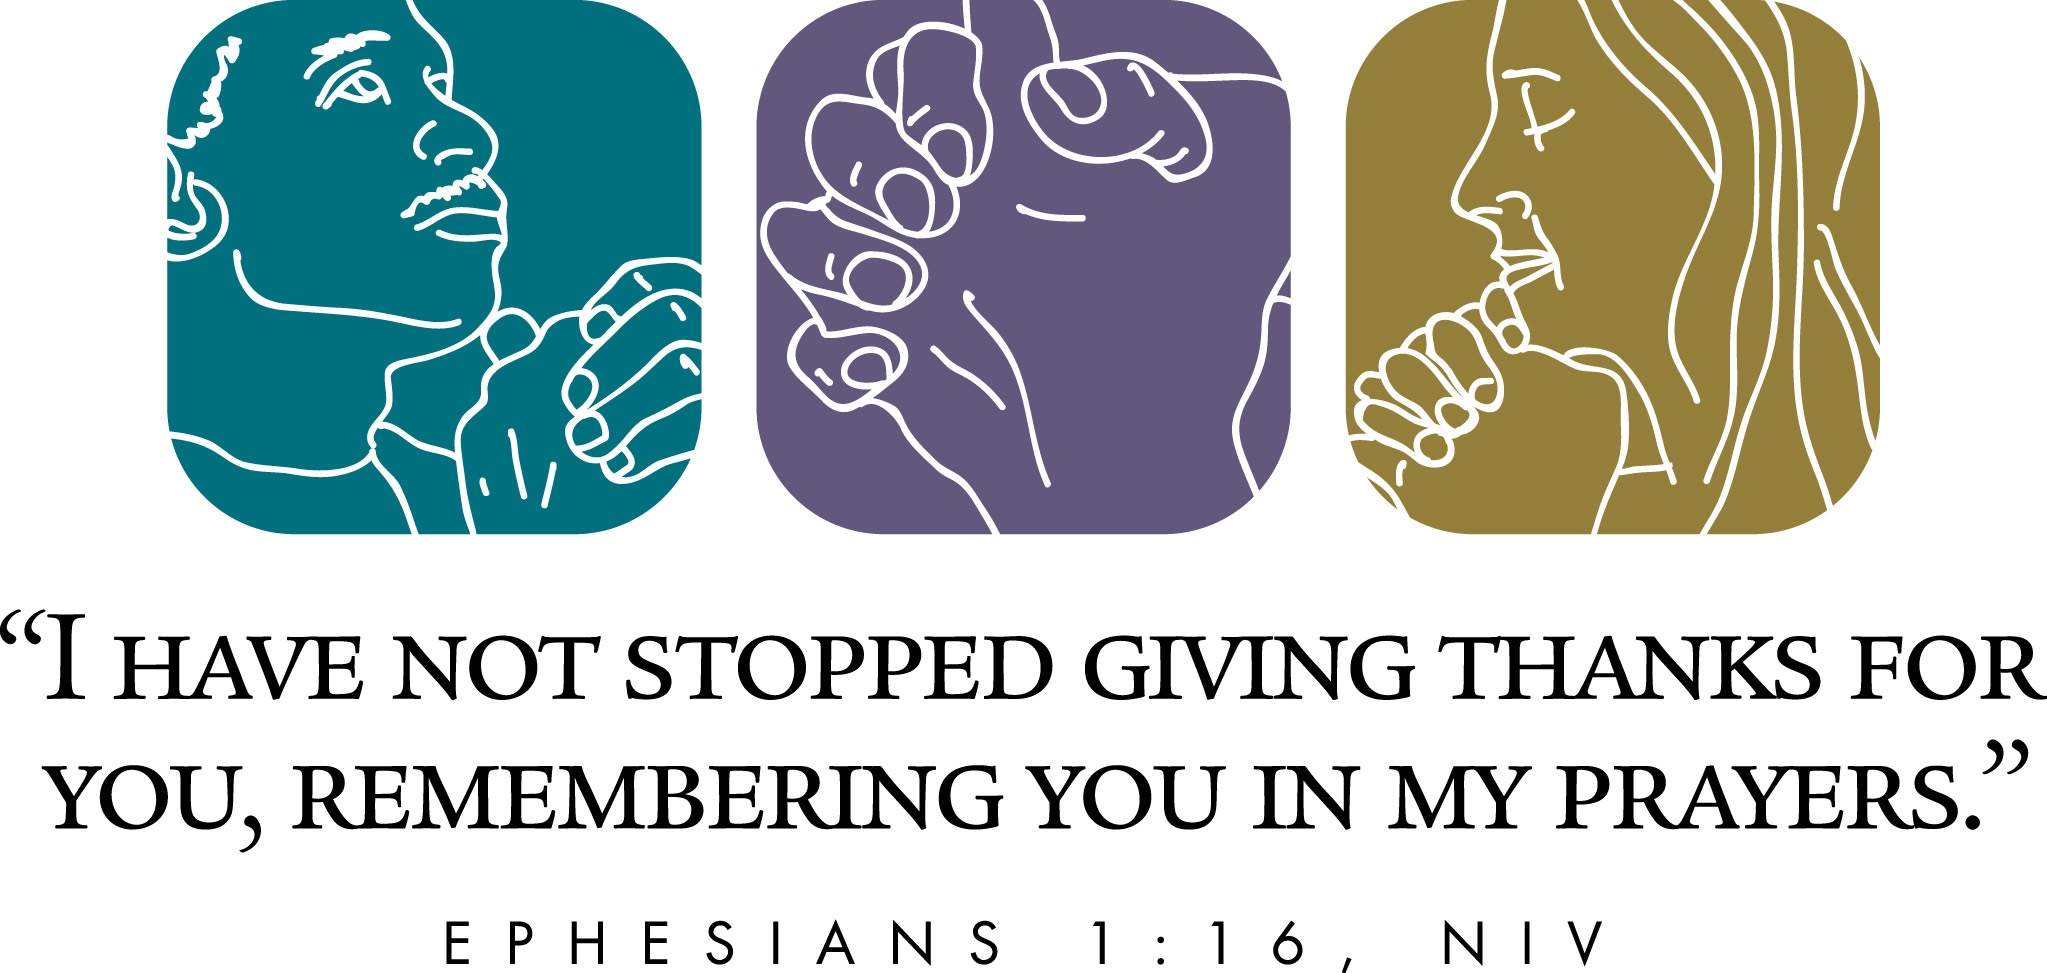 “I HAVE NOT STOPPED GIVING THANKS FOR
YOU, REMEMBERING YOU IN MY PRAYERS.”
EPHESIANS 1:16, NIV